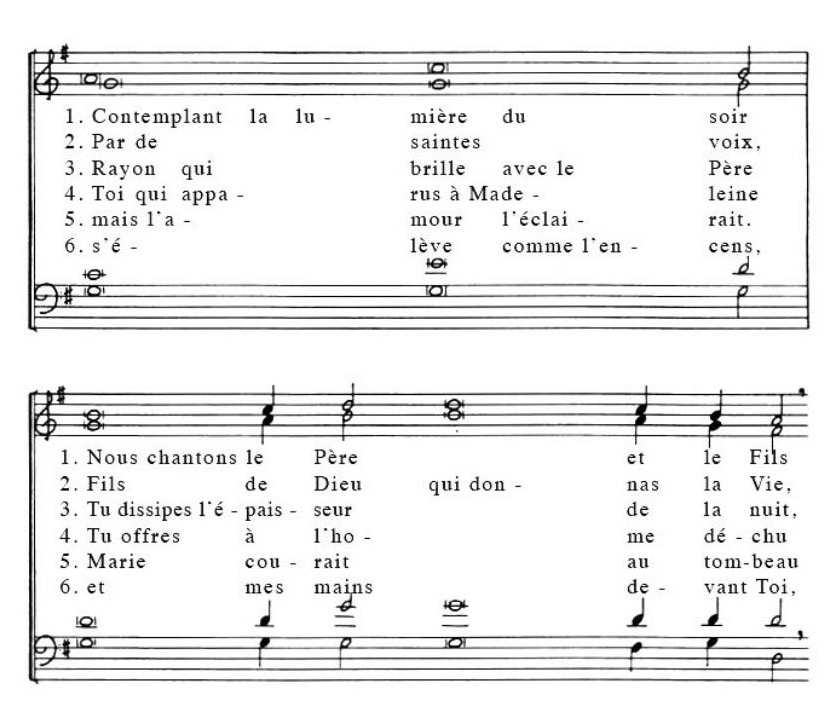 1. Contemplant la lu - mière du soir
2. Par de saintes voix,
3. Rayon qui brille avec le Père
4. Toi qui appa - rus à Made - leine
5. mais l'a - mour l'éclai - rait.
6. s'é - lève comme l'en - cens,
1. Nous chantons le Père et le Fils
2. Fils de Dieu qui don - nas la Vie,
3. Tu dissipes l'é - pais - seur de la nuit,
4. Tu offres à l'ho - me dé - chu
5. Marie cou - rait au tom-beau
6. et mes mains de - vant Toi,